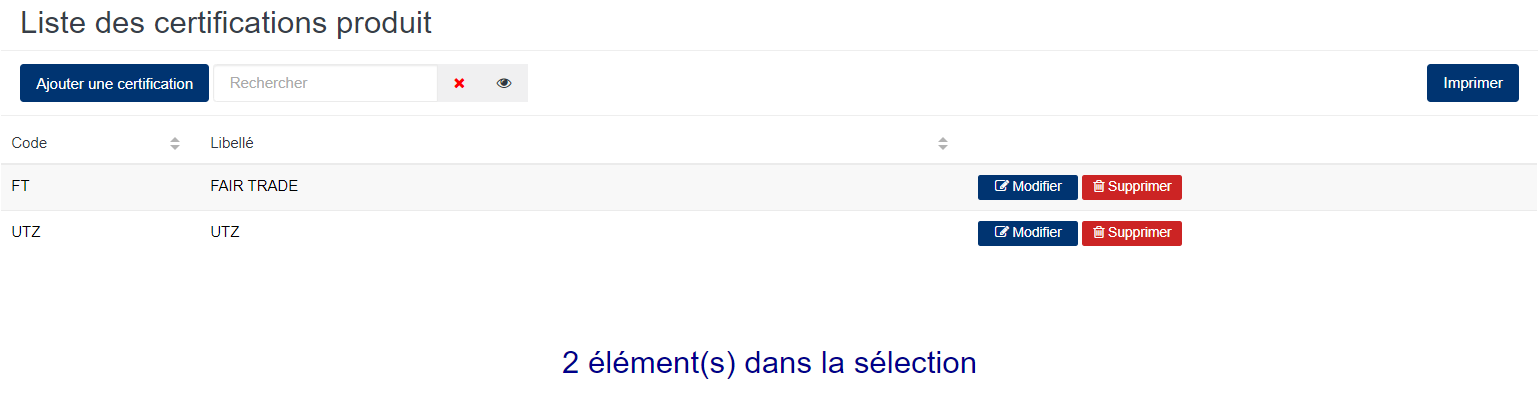 Liste des certifications produit
Ajouter une certification Rechercher Imprimer
Code Libellé
FT FAIR TRADE Modifier Supprimer
UTZ UTZ Modifier Supprimer
2 élément(s) dans la sélection